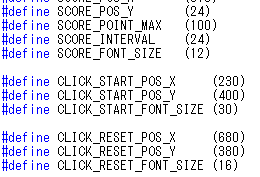 #define SCORE_POS_Y (24)
#define SCORE_POINT_MAX (100)
#define SCORE_INTERVAL (24)
#define SCORE_FONT_SIZE (12)
#define CLICK_START_POS_X (230)
#define CLICK_START_POS_Y (400)
#define CLICK_START_FONT_SIZE (30)
#define CLICK_RESET_POS_X (680)
#define CLICK_RESET_POS_Y (380)
#define CLICK_RESET_FONT_SIZE (16)